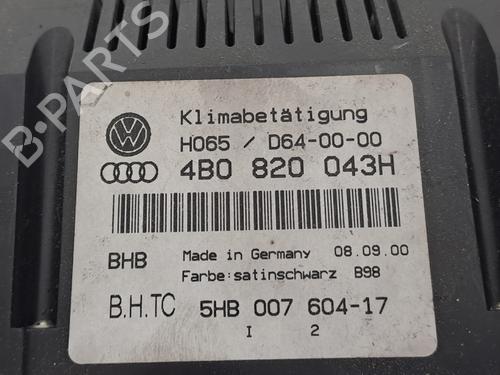 Klimabetätigung
H065 / D64-00-00
4B0 820 043H
BHB Made in Germany 08.09.00
Farbe:satinschwarz B98
B.H.TC 5HB 007 604-17
I 2